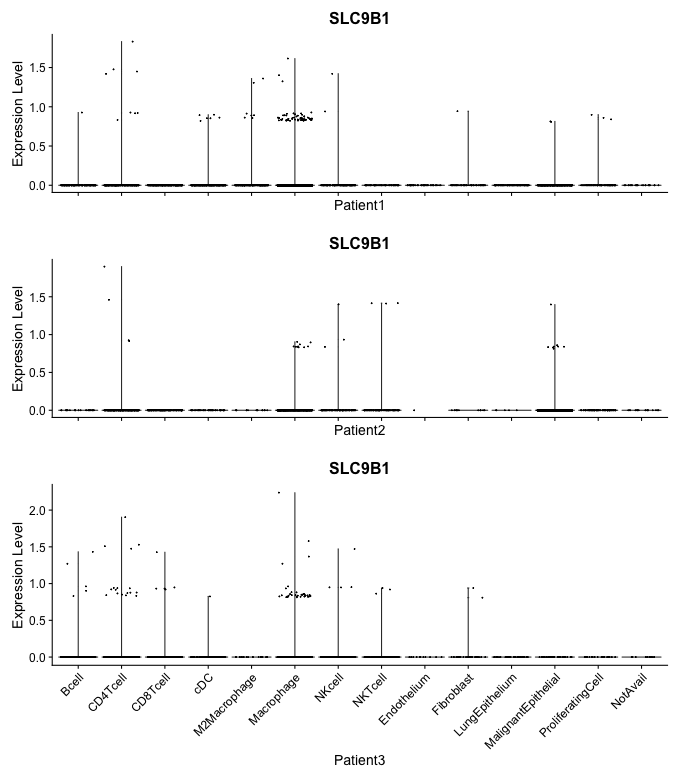 SLC9B1
Expression Level
1.5
1.0
0.5
0.0
Patient1
SLC9B1
Expression Level
1.5
1.0
0.5
0.0
Patient2
SLC9B1
Expression Level
2.0
1.5
1.0
0.5
0.0
Bcell
CD4Tcell
CD8Tcell
cDC
M2Macrophage
Macrophage
NKcell
NKTcell
Endothelium
Fibroblast
LungEpithelium
MalignantEpithelial
ProliferatingCell
NotAvail
Patient3